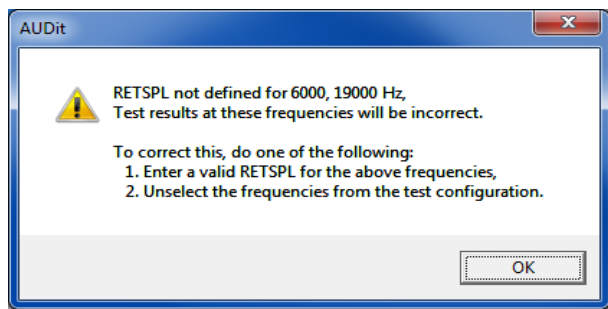 AUDit
RETSPL not defined for 6000, 19000 Hz,
Test results at these frequencies will be incorrect.
To correct this, do one of the following:
1. Enter a valid RETSPL for the above frequencies,
2. Unselect the frequencies from the test configuration.
OK